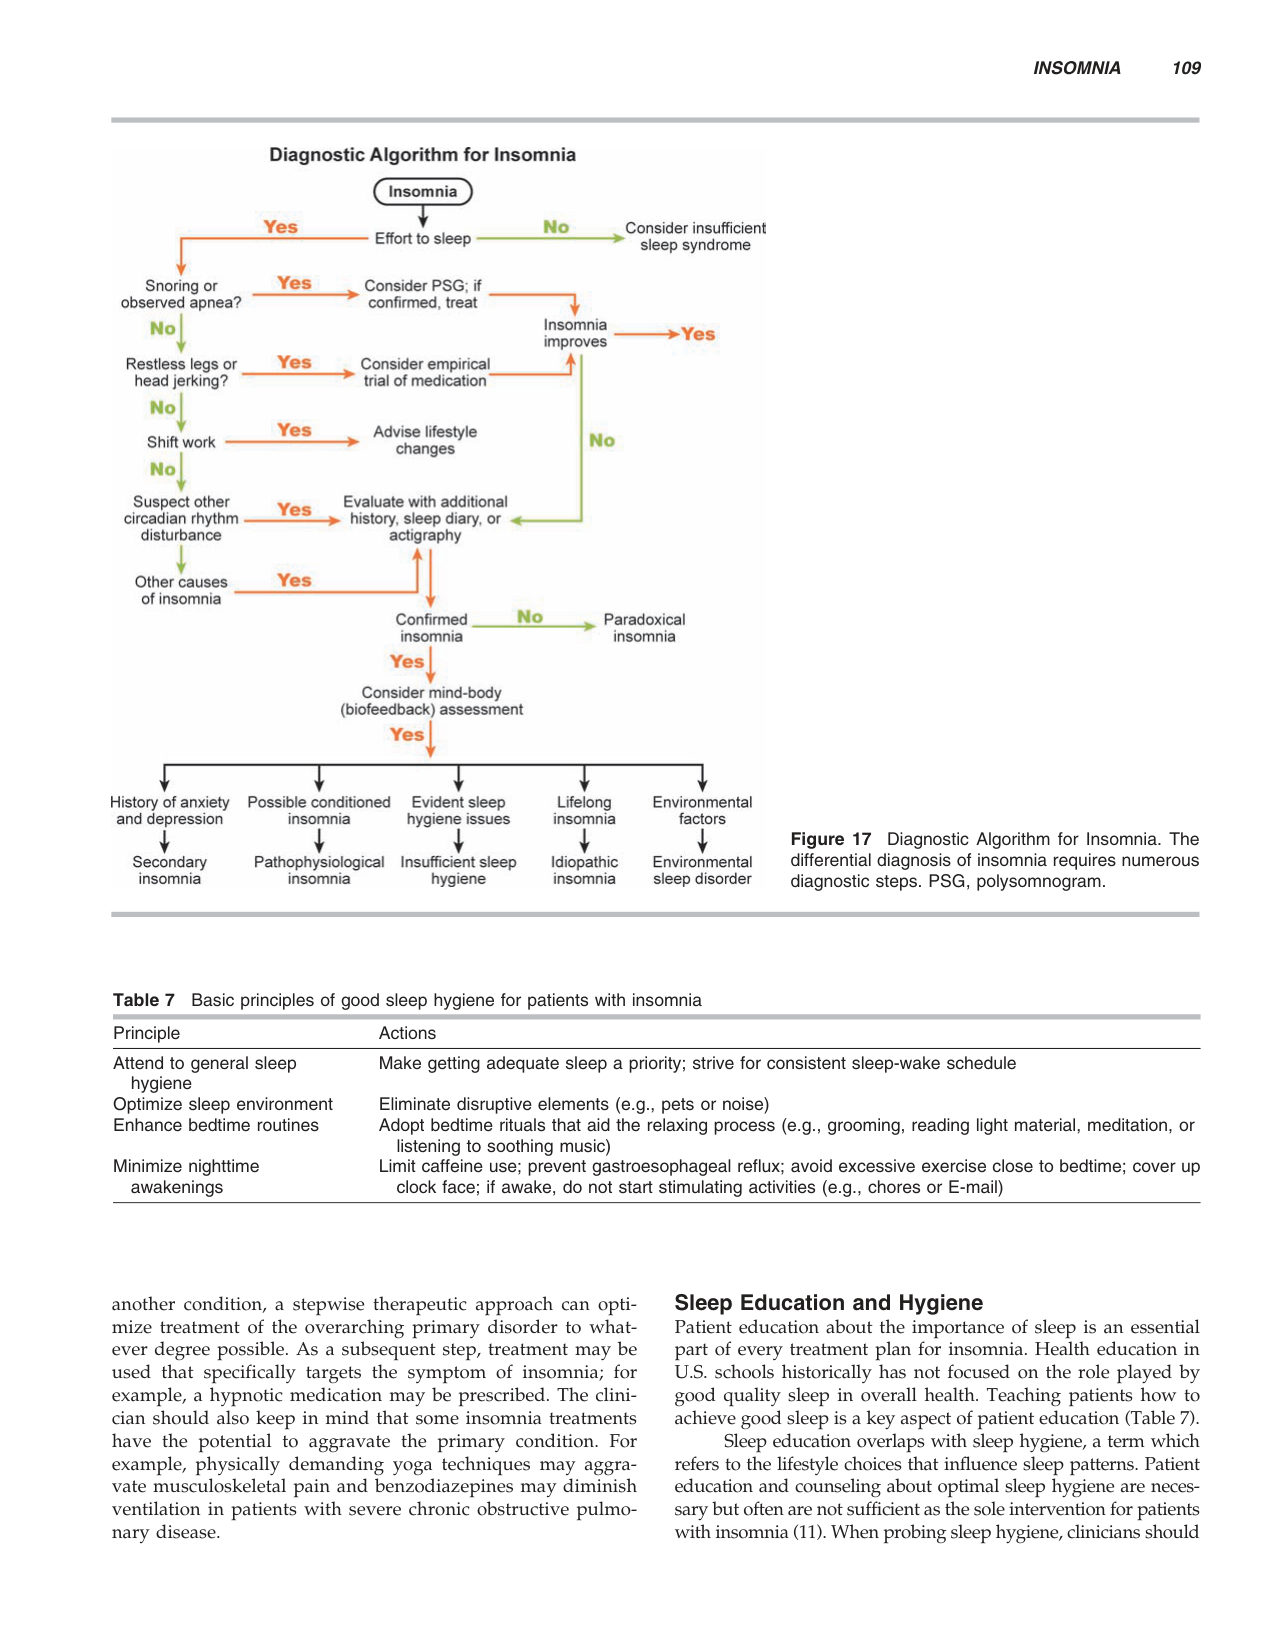 INSOMNIA 109
Diagnostic Algorithm for Insomnia
Insomnia
Yes
Effort to sleep
No
Consider insufficient
sleep syndrome
Snoring or
observed apnea?
Yes
Consider PSG; if
confirmed, treat
Insomnia
improves
Yes
No
Restless legs or
head jerking?
Yes
Consider empirical
trial of medication
No
Shift work
Yes
Advise lifestyle
changes
No
No
Suspect other
circadian rhythm
disturbance
Yes
Evaluate with additional
history, sleep diary, or
actigraphy
Other causes
of insomnia
Yes
Confirmed
insomnia
No
Paradoxical
insomnia
Yes
Consider mind-body
(biofeedback) assessment
Yes
History of anxiety
and depression
Possible conditioned
insomnia
Evident sleep
hygiene issues
Lifelong
insomnia
Environmental
factors
Secondary
insomnia
Pathophysiological
insomnia
Insufficient sleep
hygiene
Idiopathic
insomnia
Environmental
sleep disorder
Figure 17 Diagnostic Algorithm for Insomnia. The
differential diagnosis of insomnia requires numerous
diagnostic steps. PSG, polysomnogram.
Table 7 Basic principles of good sleep hygiene for patients with insomnia
Principle Actions
Attend to general sleep Make getting adequate sleep a priority; strive for consistent sleep-wake schedule
hygiene
Optimize sleep environment Eliminate disruptive elements (e.g., pets or noise)
Enhance bedtime routines Adopt bedtime rituals that aid the relaxing process (e.g., grooming, reading light material, meditation, or
listening to soothing music)
Minimize nighttime Limit caffeine use; prevent gastroesophageal reflux; avoid excessive exercise close to bedtime; cover up
awakenings clock face; if awake, do not start stimulating activities (e.g., chores or E-mail)
another condition, a stepwise therapeutic approach can opti-
mize treatment of the overarching primary disorder to what-
ever degree possible. As a subsequent step, treatment may be
used that specifically targets the symptom of insomnia; for
example, a hypnotic medication may be prescribed. The clini-
cian should also keep in mind that some insomnia treatments
have the potential to aggravate the primary condition. For
example, physically demanding yoga techniques may aggra-
vate musculoskeletal pain and benzodiazepines may diminish
ventilation in patients with severe chronic obstructive pulmo-
nary disease.
Sleep Education and Hygiene
Patient education about the importance of sleep is an essential
part of every treatment plan for insomnia. Health education in
U.S. schools historically has not focused on the role played by
good quality sleep in overall health. Teaching patients how to
achieve good sleep is a key aspect of patient education (Table 7).
Sleep education overlaps with sleep hygiene, a term which
refers to the lifestyle choices that influence sleep patterns. Patient
education and counseling about optimal sleep hygiene are neces-
sary but often are not sufficient as the sole intervention for patients
with insomnia (11). When probing sleep hygiene, clinicians should